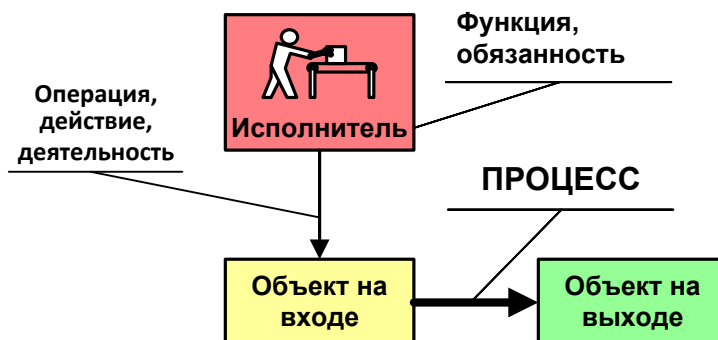 Функция,
обязанность
Операция,
действие,
деятельность
Исполнитель
ПРОЦЕСС
Объект на
входе
Объект на
выходе